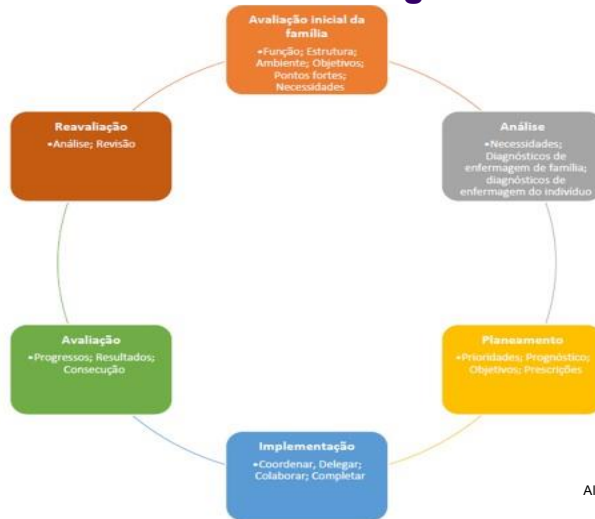 Avaliação inicial da
família
•Função; Estrutura;
Ambiente; Objetivos;
Pontos fortes;
Necessidades
Reavaliação
•Análise; Revisão
Análise
•Necessidades;
Diagnósticos de
enfermagem de família;
diagnósticos de
enfermagem do indivíduo
Avaliação
•Progressos; Resultados;
Consecução
Planeamento
•Prioridades; Prognóstico;
Objetivos; Prescrições
Implementação
•Coordenar, Delegar;
Colaborar; Completar